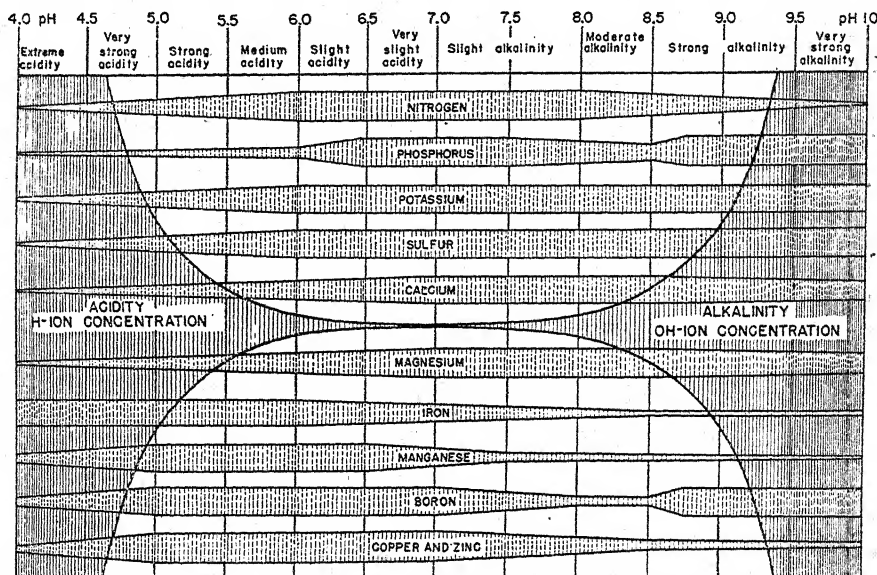 4.0 pH 4.5 5.0 5.5 6.0 6.5 7.0 7.5 8.0 8.5 9.0 9.5 pH 10
Extreme acidity
Very strong acidity
Strong acidity
Medium acidity
Slight acidity
Very slight acidity
Slight alkalinity
Moderate alkalinity
Strong alkalinity
Very strong alkalinity
NITROGEN
PHOSPHORUS
POTASSIUM
SULFUR
CALCIUM
ACIDITY
H-ION CONCENTRATION
ALKALINITY
OH-ION CONCENTRATION
MAGNESIUM
IRON
MANGANESE
BORON
COPPER AND ZINC